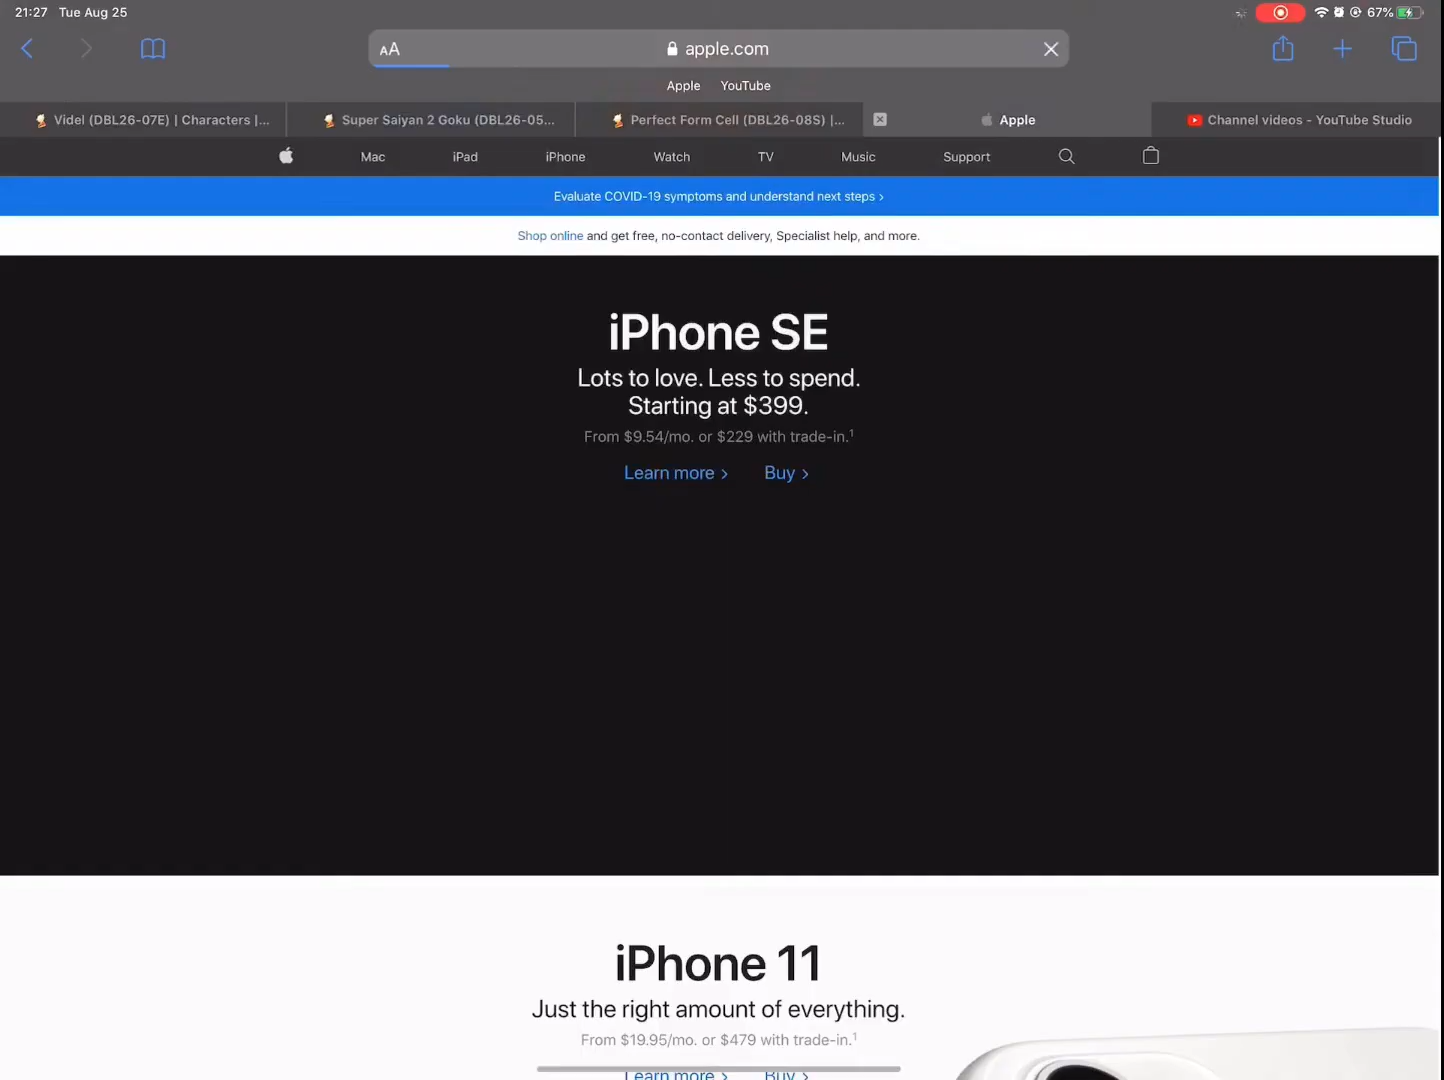 21:27 Tue Aug 25
67%
AA
apple.com
Apple YouTube
Videl (DBL26-07E) | Characters |...
Super Saiyan 2 Goku (DBL26-05...
Perfect Form Cell (DBL26-08S) |...
Apple
Channel videos - YouTube Studio
Mac iPad iPhone Watch TV Music Support
Evaluate COVID-19 symptoms and understand next steps >
Shop online and get free, no-contact delivery, Specialist help, and more.
iPhone SE
Lots to love. Less to spend.
Starting at $399.
From $9.54/mo. or $229 with trade-in.¹
Learn more > Buy >
iPhone 11
Just the right amount of everything.
From $19.95/mo. or $479 with trade-in.¹
Learn more > Buy >